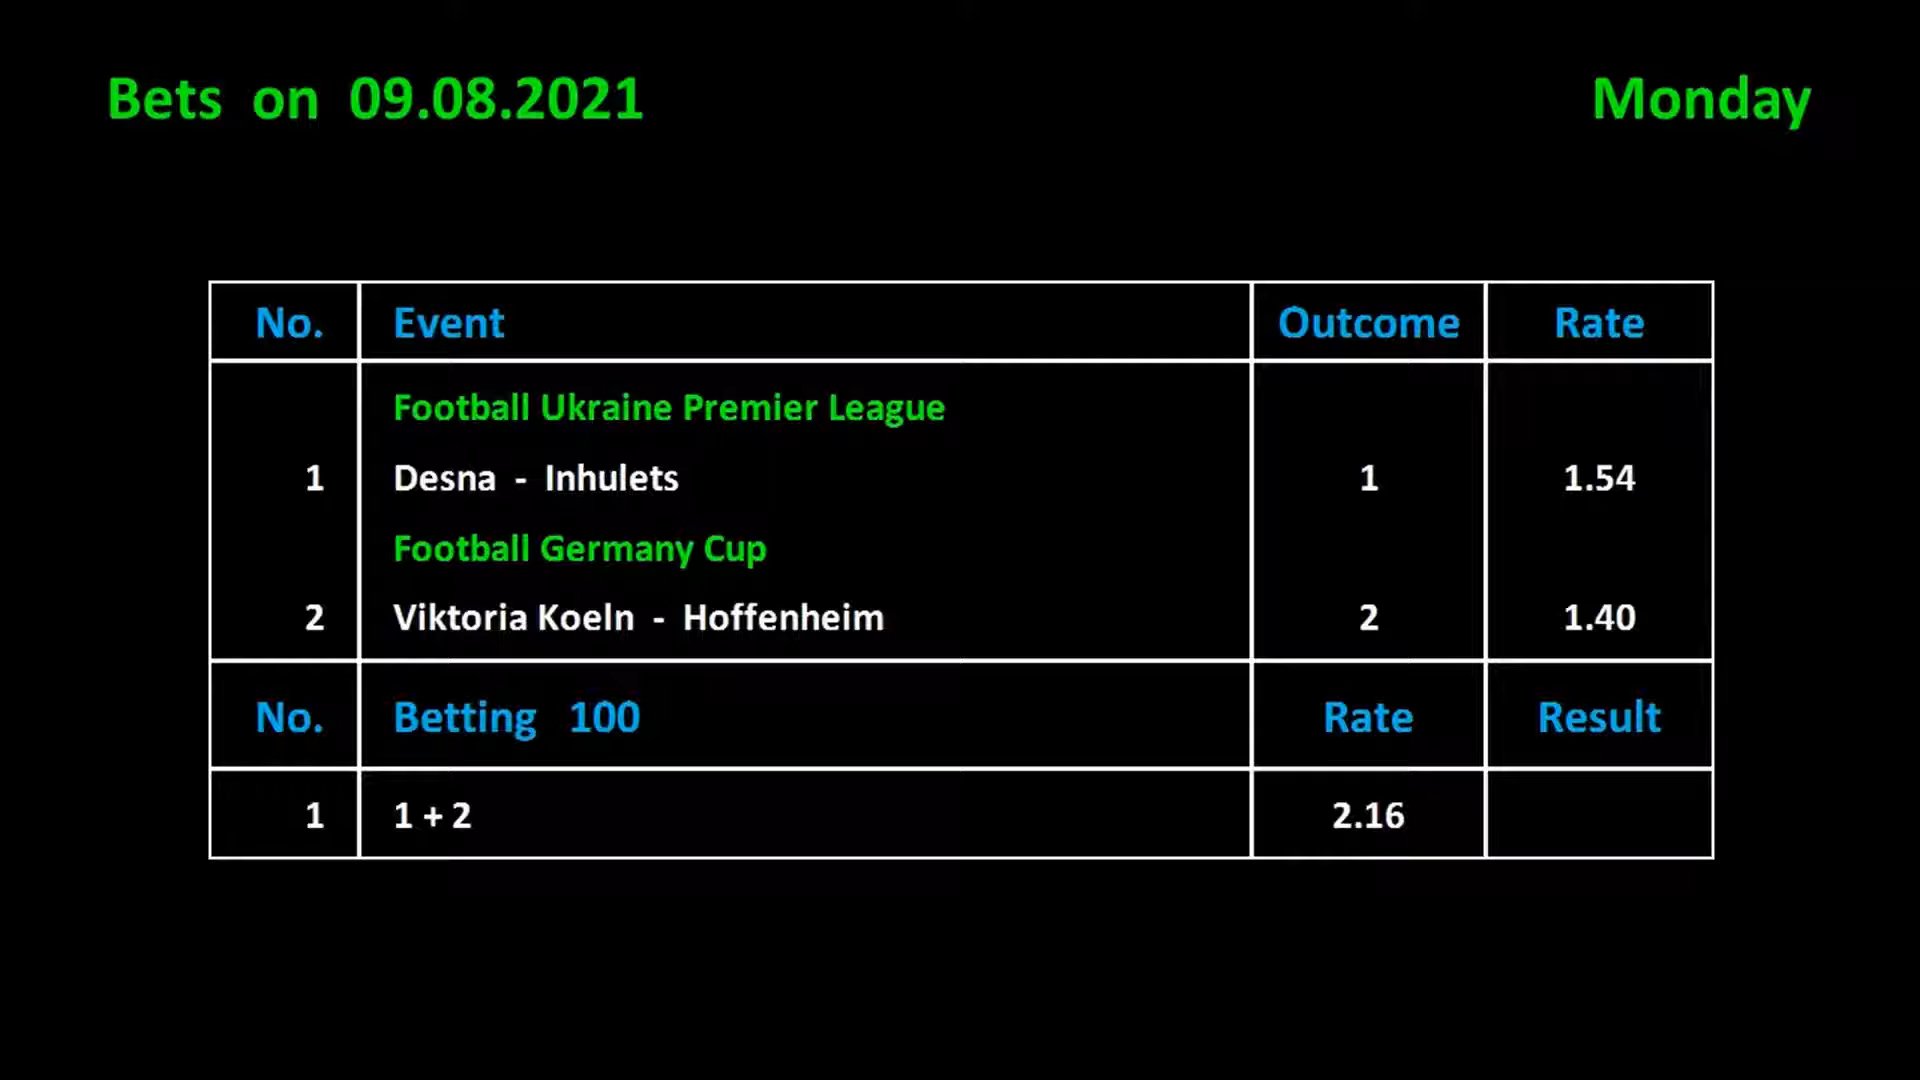 Bets on 09.08.2021 Monday
No. Event Outcome Rate
Football Ukraine Premier League
1 Desna - Inhulets 1 1.54
Football Germany Cup
2 Viktoria Koeln - Hoffenheim 2 1.40
No. Betting 100 Rate Result
1 1 + 2 2.16